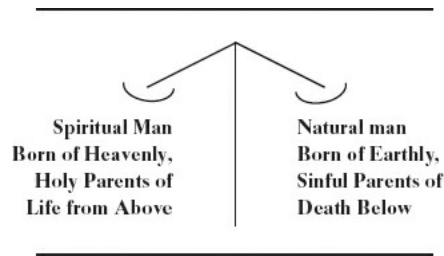 Spiritual Man
Born of Heavenly,
Holy Parents of
Life from Above
Natural man
Born of Earthly,
Sinful Parents of
Death Below